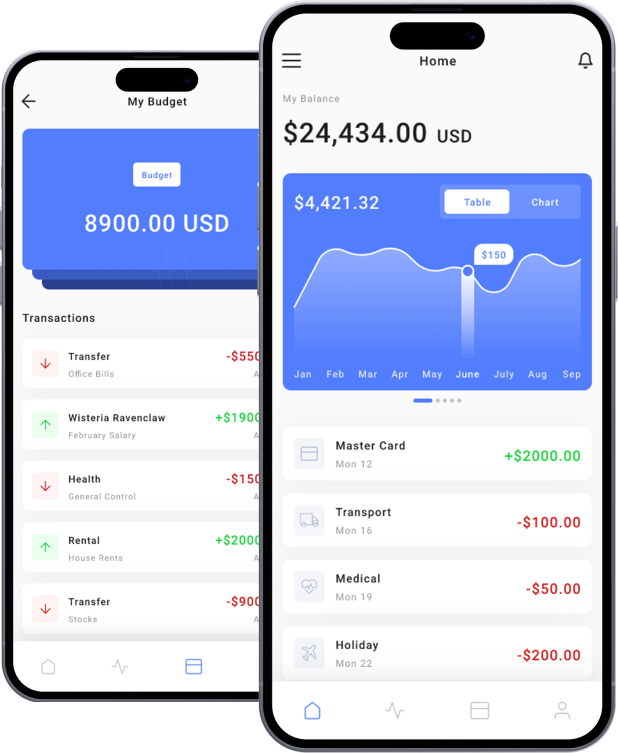 My Budget
Budget
8900.00 USD
Transactions
Transfer
-$550
Office Bills
Wisteria Ravenclaw
+$1900
February Salary
Health
-$150
General Control
Rental
+$2000
House Rents
Transfer
-$900
Stocks
Home
My Balance
$24,434.00 USD
$4,421.32
Table
Chart
$150
Jan Feb Mar Apr May June July Aug Sep
Master Card
+$2000.00
Mon 12
Transport
-$100.00
Mon 16
Medical
-$50.00
Mon 19
Holiday
-$200.00
Mon 22